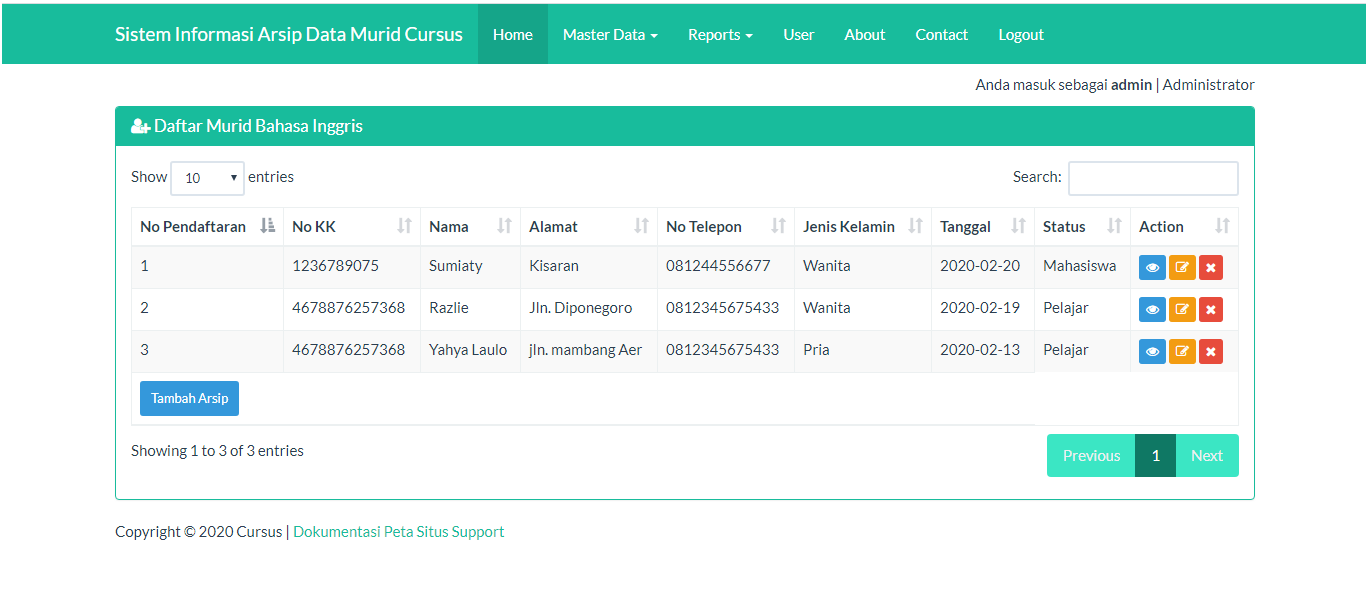 Sistem Informasi Arsip Data Murid Cursus Home Master Data Reports User About Contact Logout
Anda masuk sebagai admin | Administrator
Daftar Murid Bahasa Inggris
Show 10 entries Search:
No Pendaftaran No KK Nama Alamat No Telepon Jenis Kelamin Tanggal Status Action
1 1236789075 Sumiaty Kisaran 081244556677 Wanita 2020-02-20 Mahasiswa
2 4678876257368 Razlie Jln. Diponegoro 0812345675433 Wanita 2020-02-19 Pelajar
3 4678876257368 Yahya Laulo jln. mambang Aer 0812345675433 Pria 2020-02-13 Pelajar
Tambah Arsip
Showing 1 to 3 of 3 entries Previous 1 Next
Copyright © 2020 Cursus | Dokumentasi Peta Situs Support